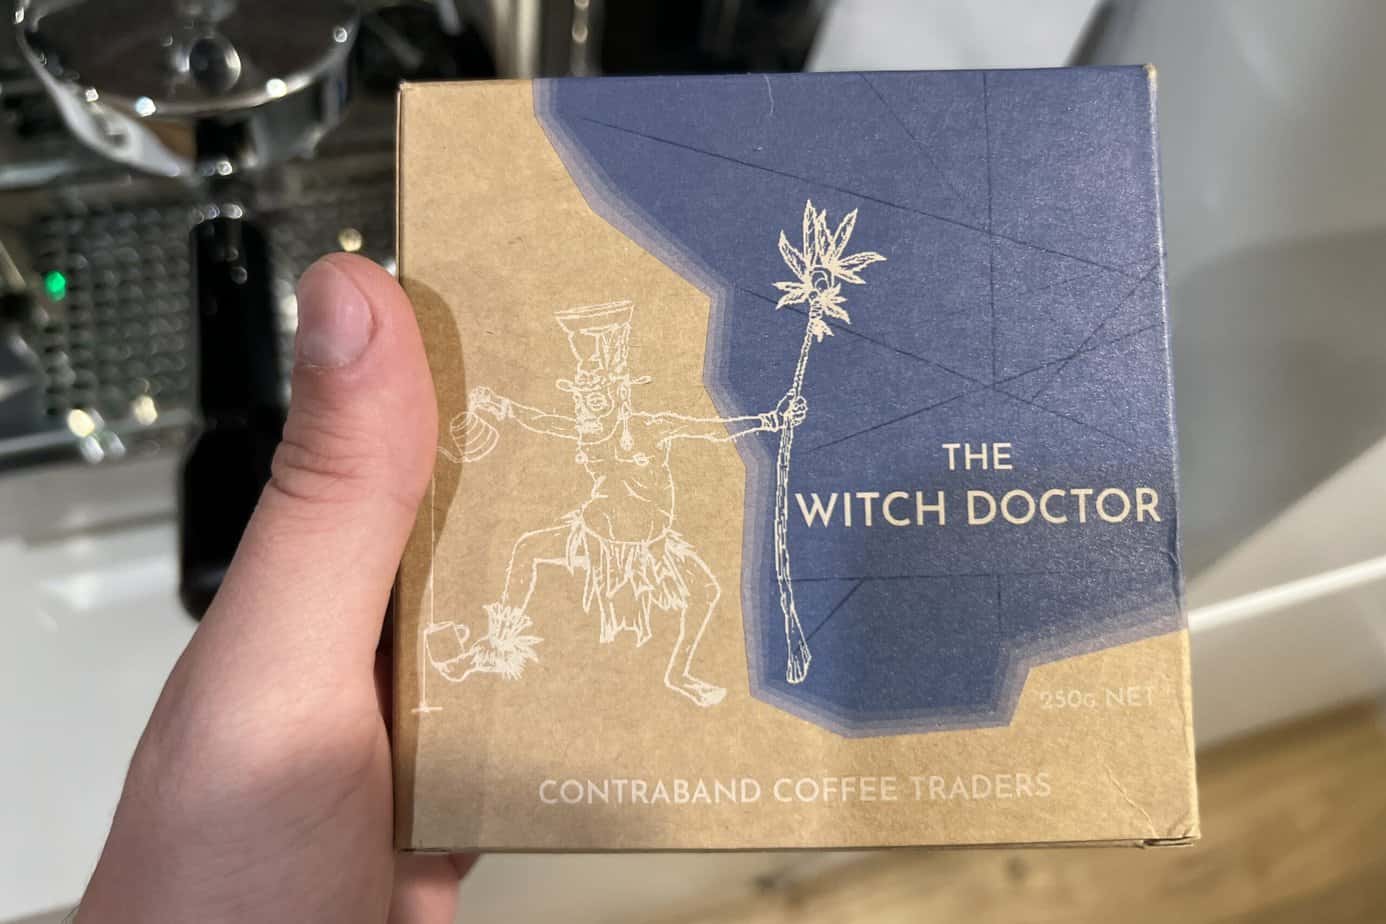 THE
WITCH DOCTOR
250G NET
CONTRABAND COFFEE TRADERS